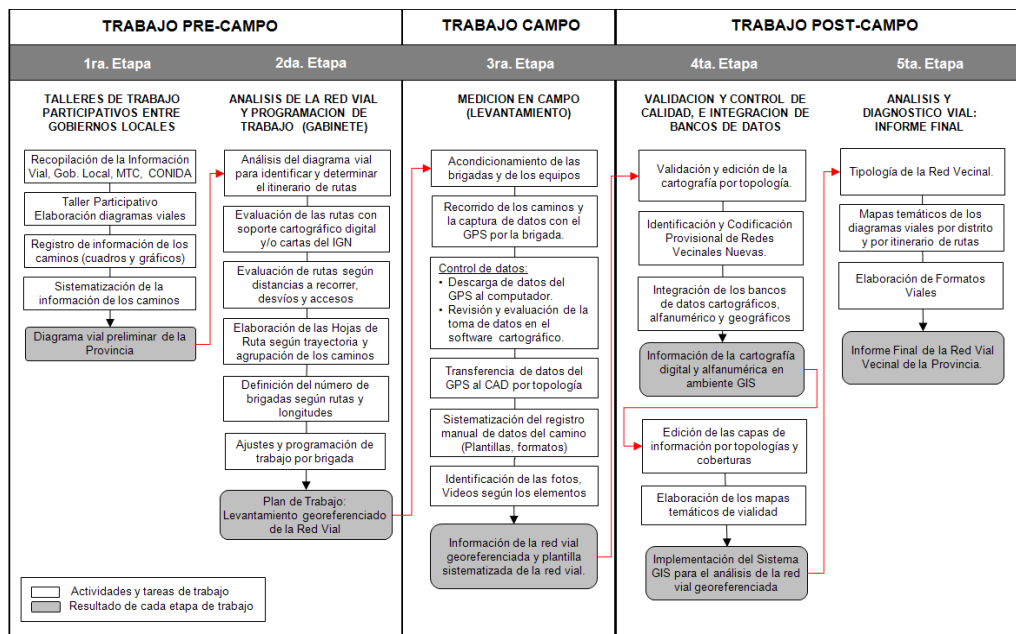 TRABAJO PRE-CAMPO
TRABAJO CAMPO
TRABAJO POST-CAMPO
1ra. Etapa
2da. Etapa
3ra. Etapa
4ta. Etapa
5ta. Etapa
TALLERES DE TRABAJO
PARTICIPATIVOS ENTRE
GOBIERNOS LOCALES
Recopilación de la Información
Vial, Gob. Local, MTC, CONIDA
Taller Participativo
Elaboración diagramas viales
Registro de información de los
caminos (cuadros y gráficos)
Sistematización de la
información de los caminos
Diagrama vial preliminar de la
Provincia
ANALISIS DE LA RED VIAL
Y PROGRAMACION DE
TRABAJO (GABINETE)
Análisis del diagrama vial
para identificar y determinar
el itinerario de rutas
Evaluación de las rutas con
soporte cartográfico digital
y/o cartas del IGN
Evaluación de rutas según
distancias a recorrer,
desvíos y accesos
Elaboración de las Hojas de
Ruta según trayectoria y
agrupación de los caminos
Definición del número de
brigadas según rutas y
longitudes
Ajustes y programación de
trabajo por brigada
Plan de Trabajo:
Levantamiento georeferenciado
de la Red Vial
MEDICION EN CAMPO
(LEVANTAMIENTO)
Acondicionamiento de las
brigadas y de los equipos
Recorrido de los caminos y
la captura de datos con el
GPS por la brigada.
Control de datos:
• Descarga de datos del
GPS al computador.
• Revisión y evaluación de la
toma de datos en el
software cartográfico.
Transferencia de datos del
GPS al CAD por topología
Sistematización del registro
manual de datos del camino
(Plantillas, formatos)
Identificación de las fotos,
Videos según los elementos
Información de la red vial
georeferenciada y plantilla
sistematizada de la red vial.
VALIDACION Y CONTROL DE
CALIDAD, E INTEGRACION DE
BANCOS DE DATOS
Validación y edición de la
cartografía por topología.
Identificación y Codificación
Provisional de Redes
Vecinales Nuevas.
Integración de los bancos
de datos cartográficos,
alfanumérico y geográficos
Información de la cartografía
digital y alfanumérica en
ambiente GIS
Edición de las capas de
información por topologías y
coberturas
Elaboración de los mapas
temáticos de vialidad
Implementación del Sistema
GIS para el análisis de la red
vial georeferenciada
ANALISIS Y
DIAGNOSTICO VIAL:
INFORME FINAL
Tipología de la Red Vecinal.
Mapas temáticos de los
diagramas viales por distrito
y por itinerario de rutas
Elaboración de Formatos
Viales
Informe Final de la Red Vial
Vecinal de la Provincia.
Actividades y tareas de trabajo
Resultado de cada etapa de trabajo